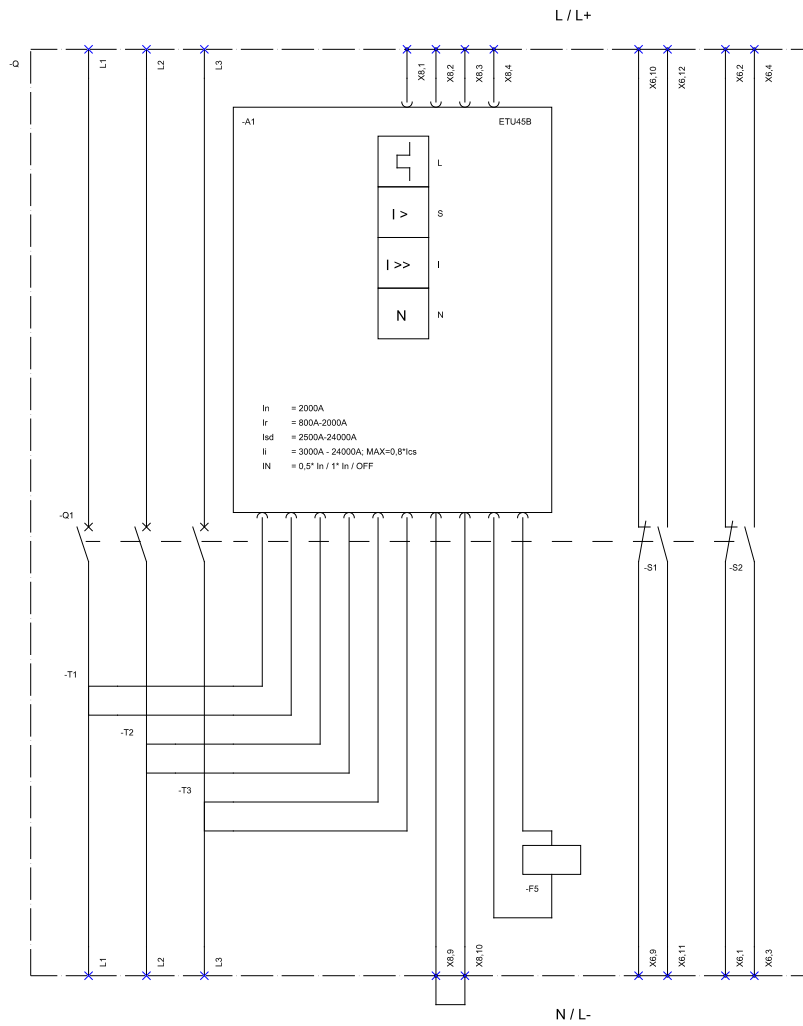 L / L+
-Q
L1
L2
L3
X8,1
X8,2
X8,3
X8,4
X6,10
X6,12
X6,2
X6,4
-A1
ETU45B
L
I >
S
I >>
I
N
N
In = 2000A
Ir = 800A-2000A
Isd = 2500A-24000A
Ii = 3000A - 24000A; MAX=0,8*Ics
IN = 0,5* In / 1* In / OFF
-Q1
-S1
-S2
-T1
-T2
-T3
-F5
L1
L2
L3
X8,9
X8,10
X6,9
X6,11
X6,1
X6,3
N / L-